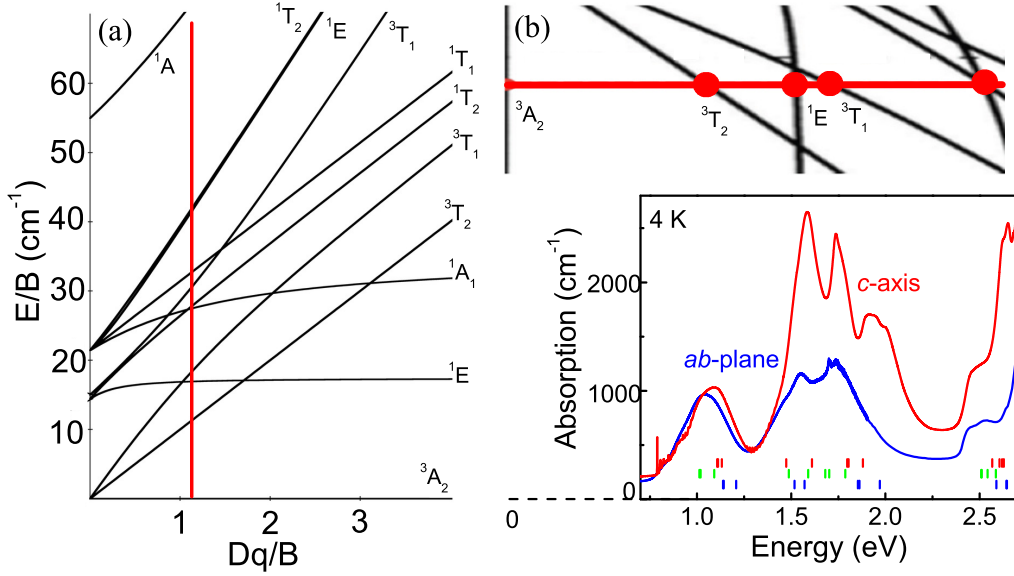 (a)
¹A
¹T₂
¹E
³T₁
¹T₁
¹T₂
³T₁
³T₂
¹A₁
¹E
³A₂
E/B (cm⁻¹)
60
50
40
30
20
10
1
2
3
Dq/B
(b)
³A₂
³T₂
¹E
³T₁
4 K
c-axis
ab-plane
Absorption (cm⁻¹)
2000
1000
0
0
1.0
1.5
2.0
2.5
Energy (eV)